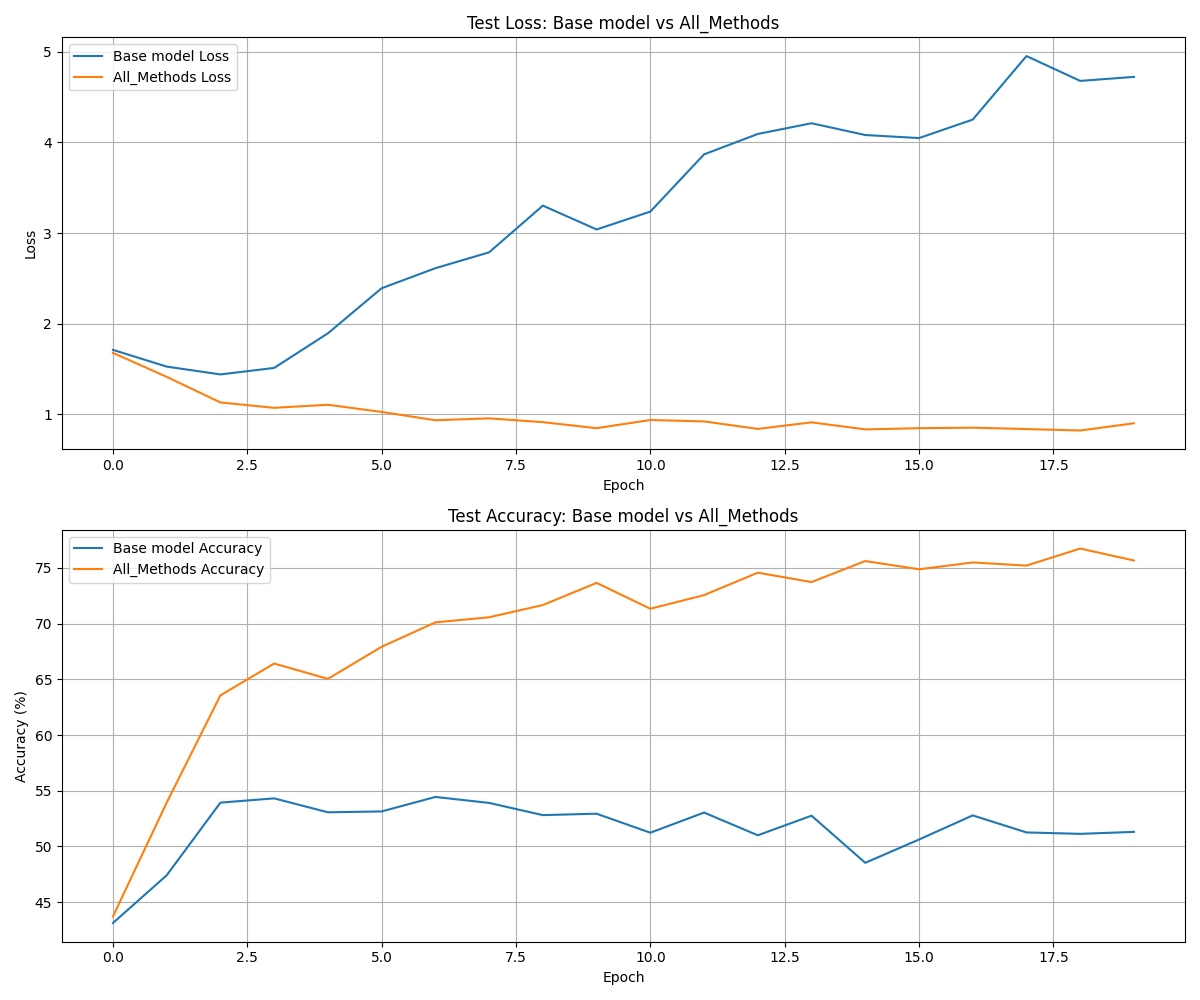 Test Loss: Base model vs All_Methods
Base model Loss
All_Methods Loss
5
4
3
2
1
Loss
0.0 2.5 5.0 7.5 10.0 12.5 15.0 17.5
Epoch
Test Accuracy: Base model vs All_Methods
Base model Accuracy
All_Methods Accuracy
75
70
65
60
55
50
45
Accuracy (%)
0.0 2.5 5.0 7.5 10.0 12.5 15.0 17.5
Epoch